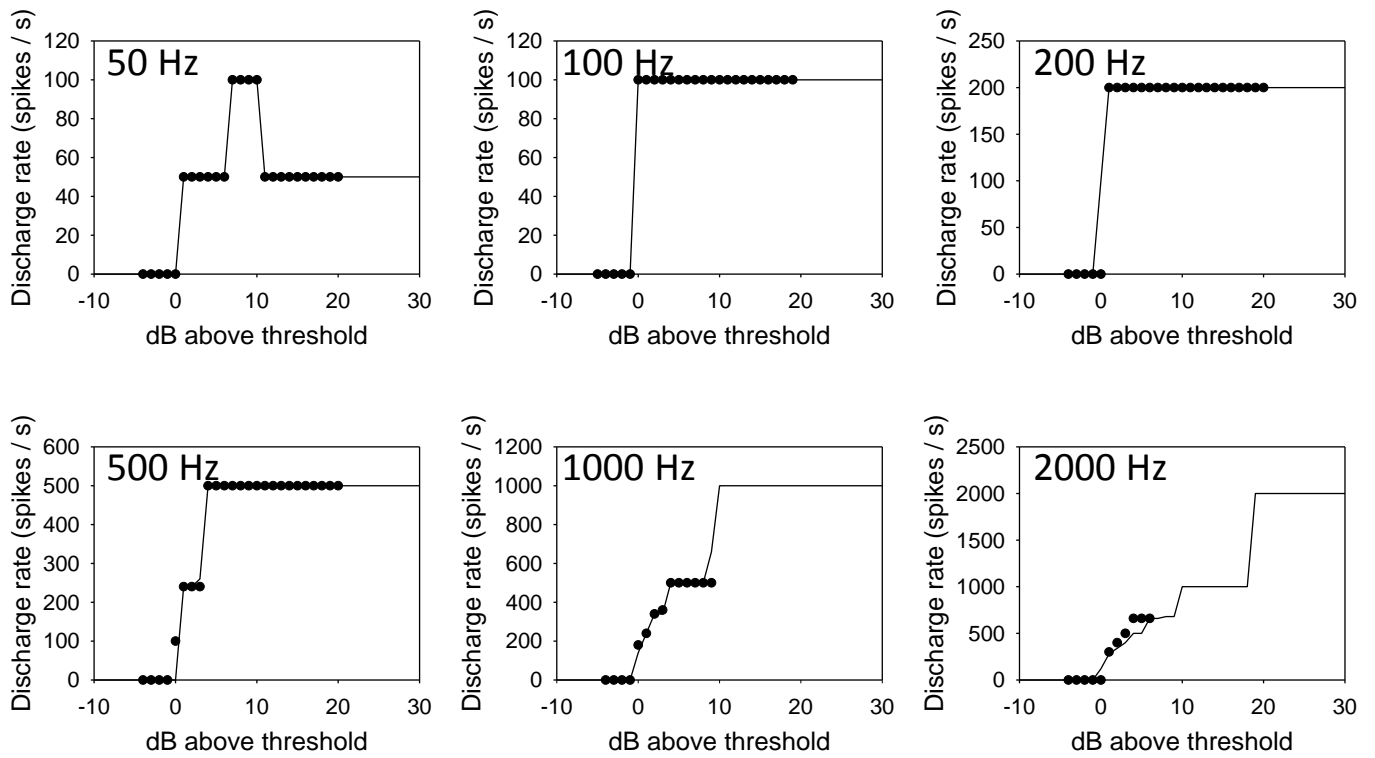 50 Hz
Discharge rate (spikes / s)
120
100
80
60
40
20
0
-10 0 10 20 30
dB above threshold
100 Hz
Discharge rate (spikes / s)
120
100
80
60
40
20
0
-10 0 10 20 30
dB above threshold
200 Hz
Discharge rate (spikes / s)
250
200
150
100
50
0
-10 0 10 20 30
dB above threshold
500 Hz
Discharge rate (spikes / s)
600
500
400
300
200
100
0
-10 0 10 20 30
dB above threshold
1000 Hz
Discharge rate (spikes / s)
1200
1000
800
600
400
200
0
-10 0 10 20 30
dB above threshold
2000 Hz
Discharge rate (spikes / s)
2500
2000
1500
1000
500
0
-10 0 10 20 30
dB above threshold